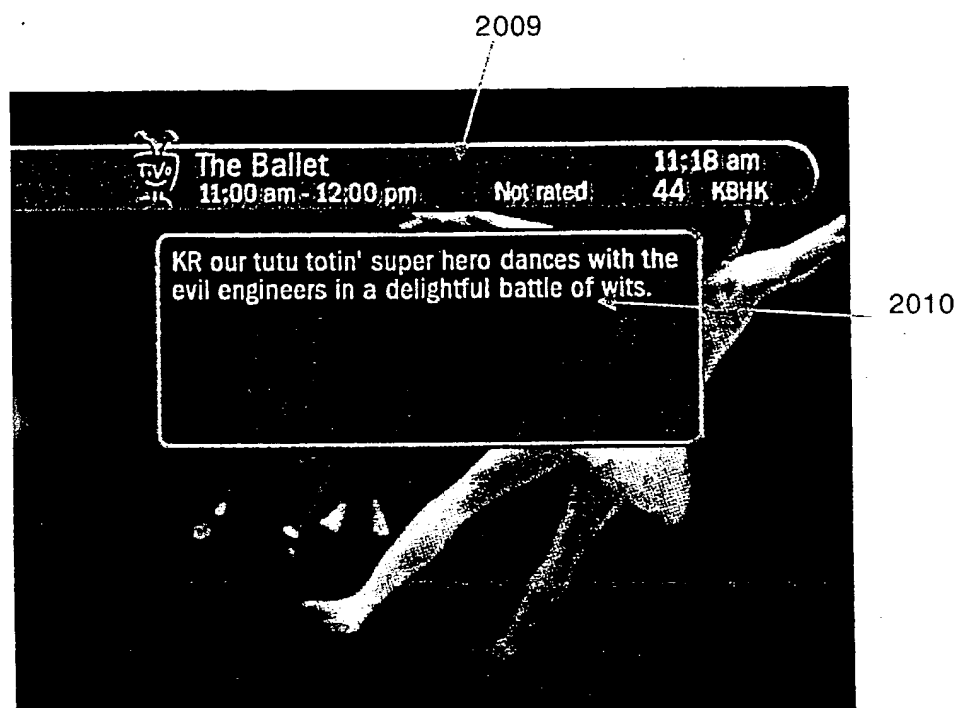 2009
TiVo The Ballet 11:18 am
11:00 am - 12:00 pm Not rated 44 KBHK
KR our tutu totin' super hero dances with the
evil engineers in a delightful battle of wits.
2010